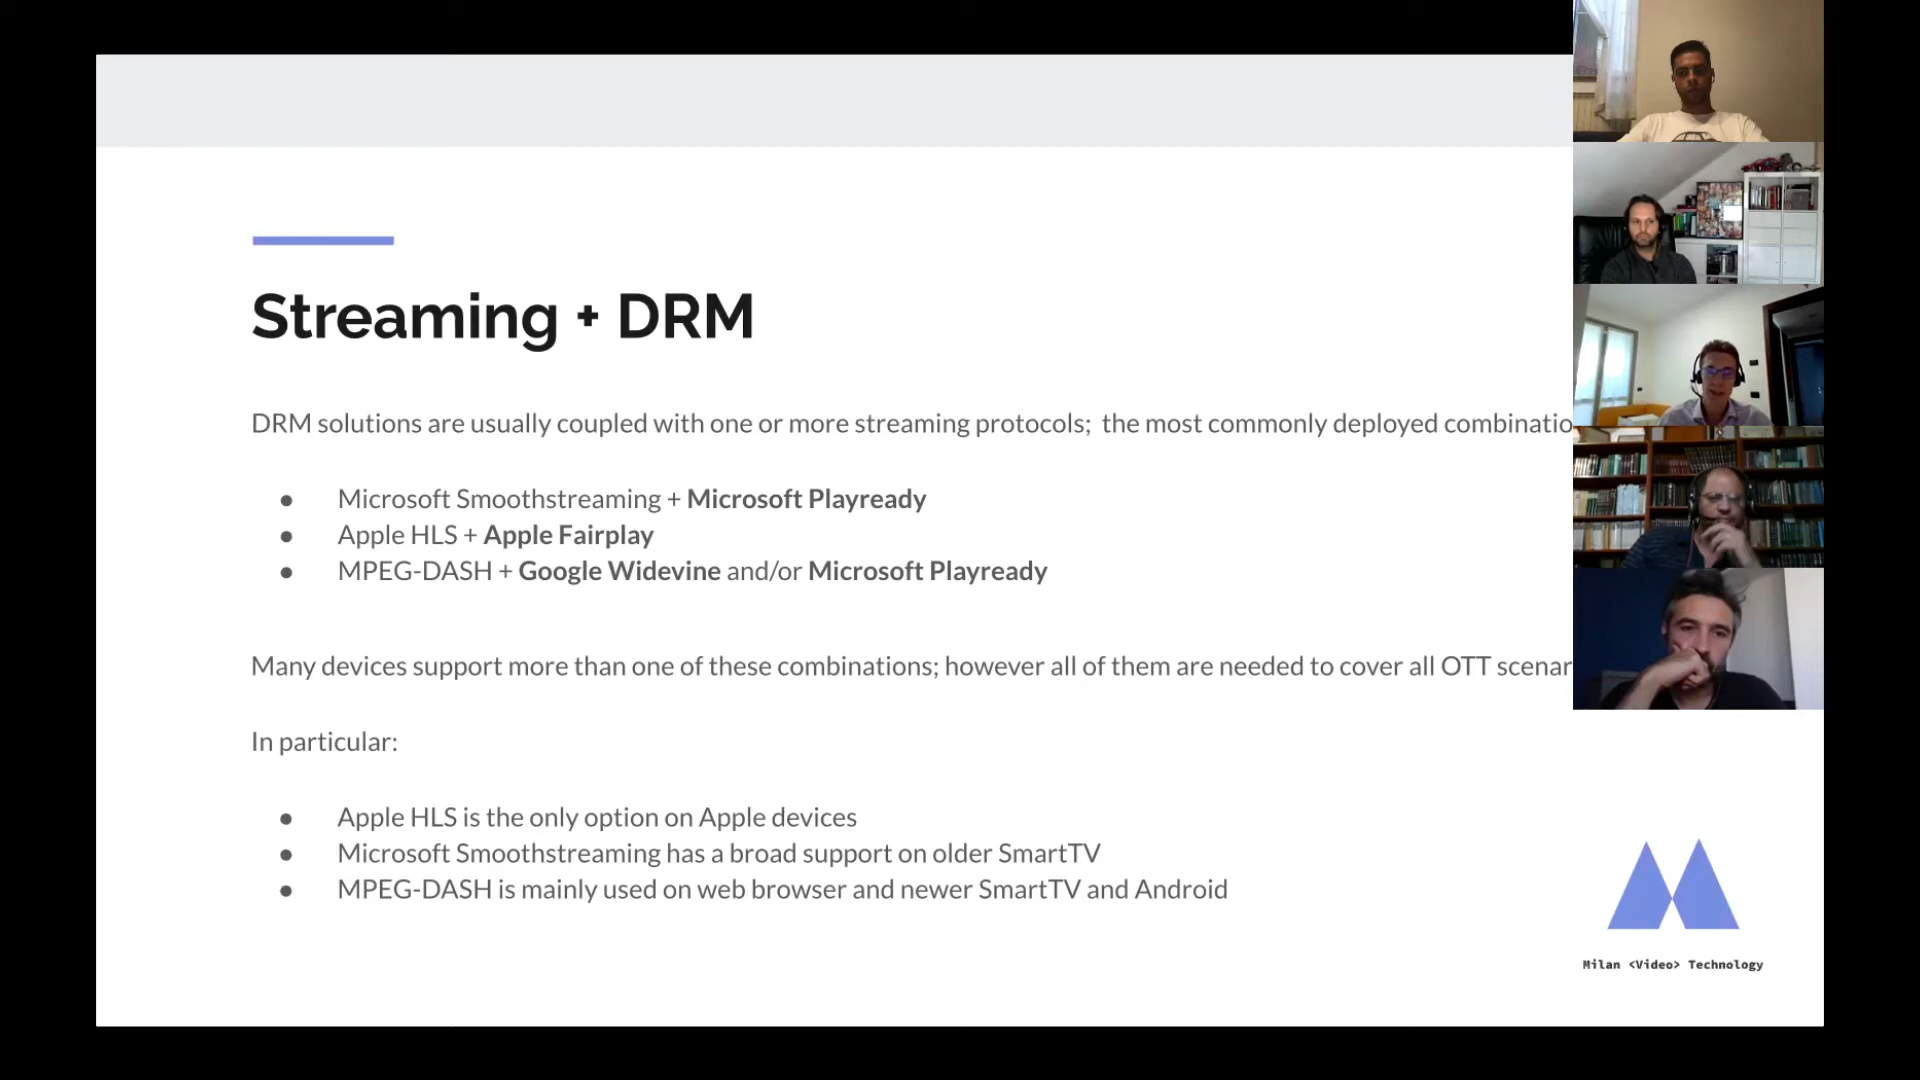 Streaming + DRM
DRM solutions are usually coupled with one or more streaming protocols; the most commonly deployed combinatio
● Microsoft Smoothstreaming + Microsoft Playready
● Apple HLS + Apple Fairplay
● MPEG-DASH + Google Widevine and/or Microsoft Playready
Many devices support more than one of these combinations; however all of them are needed to cover all OTT scenar
In particular:
● Apple HLS is the only option on Apple devices
● Microsoft Smoothstreaming has a broad support on older SmartTV
● MPEG-DASH is mainly used on web browser and newer SmartTV and Android
Milan <Video> Technology